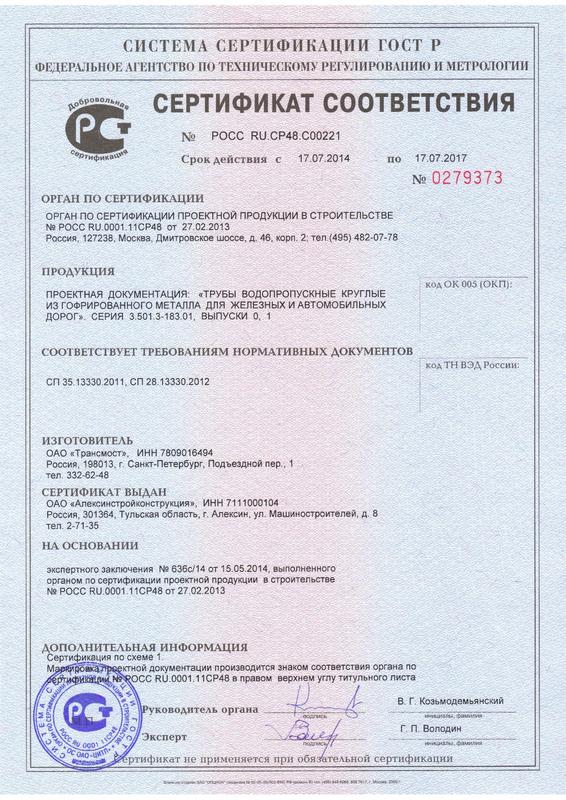 СИСТЕМА СЕРТИФИКАЦИИ ГОСТ Р
ФЕДЕРАЛЬНОЕ АГЕНТСТВО ПО ТЕХНИЧЕСКОМУ РЕГУЛИРОВАНИЮ И МЕТРОЛОГИИ
Добровольная
сертификация
СЕРТИФИКАТ СООТВЕТСТВИЯ
№ РОСС RU.СР48.С00221
Срок действия с 17.07.2014 по 17.07.2017
№ 0279373
ОРГАН ПО СЕРТИФИКАЦИИ
ОРГАН ПО СЕРТИФИКАЦИИ ПРОЕКТНОЙ ПРОДУКЦИИ В СТРОИТЕЛЬСТВЕ
№ РОСС RU.0001.11СР48 от 27.02.2013
Россия, 127238, Москва, Дмитровское шоссе, д. 46, корп. 2; тел.(495) 482-07-78
ПРОДУКЦИЯ
код ОК 005 (ОКП):
ПРОЕКТНАЯ ДОКУМЕНТАЦИЯ: «ТРУБЫ ВОДОПРОПУСКНЫЕ КРУГЛЫЕ
ИЗ ГОФРИРОВАННОГО МЕТАЛЛА ДЛЯ ЖЕЛЕЗНЫХ И АВТОМОБИЛЬНЫХ
ДОРОГ». СЕРИЯ 3.501.3-183.01, ВЫПУСКИ 0, 1
СООТВЕТСТВУЕТ ТРЕБОВАНИЯМ НОРМАТИВНЫХ ДОКУМЕНТОВ
код ТН ВЭД России:
СП 35.13330.2011, СП 28.13330.2012
ИЗГОТОВИТЕЛЬ
ОАО «Трансмост», ИНН 7809016494
Россия, 198013, г. Санкт-Петербург, Подъездной пер., 1
тел. 332-62-48
СЕРТИФИКАТ ВЫДАН
ОАО «Алексинстройконструкция», ИНН 7111000104
Россия, 301364, Тульская область, г. Алексин, ул. Машиностроителей, д. 8
тел. 2-71-35
НА ОСНОВАНИИ
экспертного заключения № 636с/14 от 15.05.2014, выполненного
органом по сертификации проектной продукции в строительстве
№ РОСС RU.0001.11СР48 от 27.02.2013
ДОПОЛНИТЕЛЬНАЯ ИНФОРМАЦИЯ
Сертификация по схеме 1.
Маркировка проектной документации производится знаком соответствия органа по
сертификации № РОСС RU.0001.11СР48 в правом верхнем углу титульного листа
Руководитель органа
подпись
В. Г. Козьмодемьянский
инициалы, фамилия
Эксперт
подпись
Г. П. Володин
инициалы, фамилия
Сертификат не применяется при обязательной сертификации